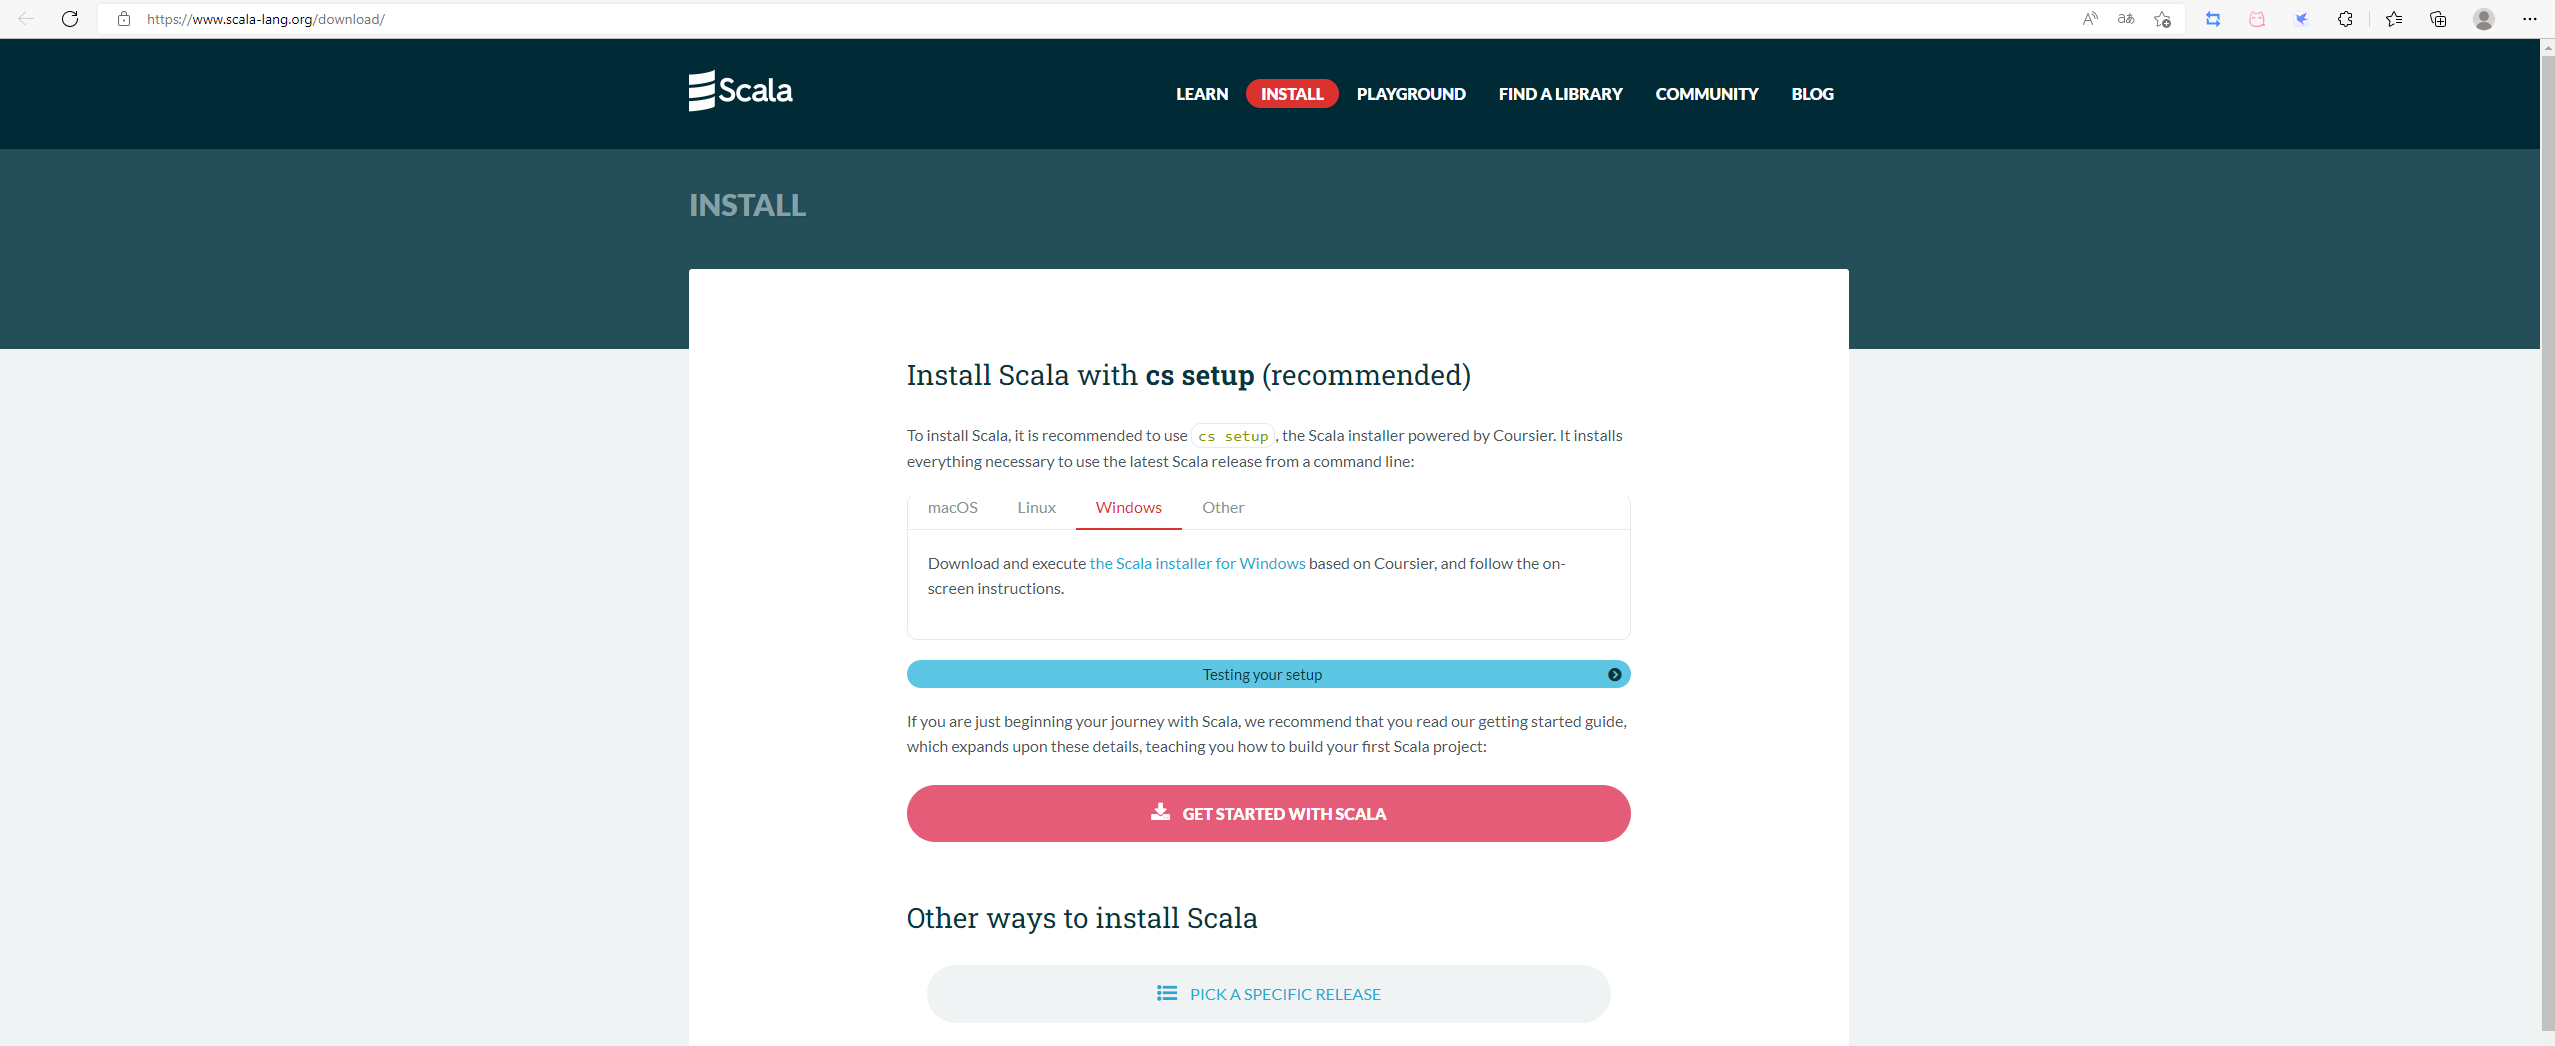 https://www.scala-lang.org/download/
Scala
LEARN INSTALL PLAYGROUND FIND A LIBRARY COMMUNITY BLOG
INSTALL
Install Scala with cs setup (recommended)
To install Scala, it is recommended to use cs setup, the Scala installer powered by Coursier. It installs
everything necessary to use the latest Scala release from a command line:
macOS Linux Windows Other
Download and execute the Scala installer for Windows based on Coursier, and follow the on-
screen instructions.
Testing your setup
If you are just beginning your journey with Scala, we recommend that you read our getting started guide,
which expands upon these details, teaching you how to build your first Scala project:
GET STARTED WITH SCALA
Other ways to install Scala
PICK A SPECIFIC RELEASE